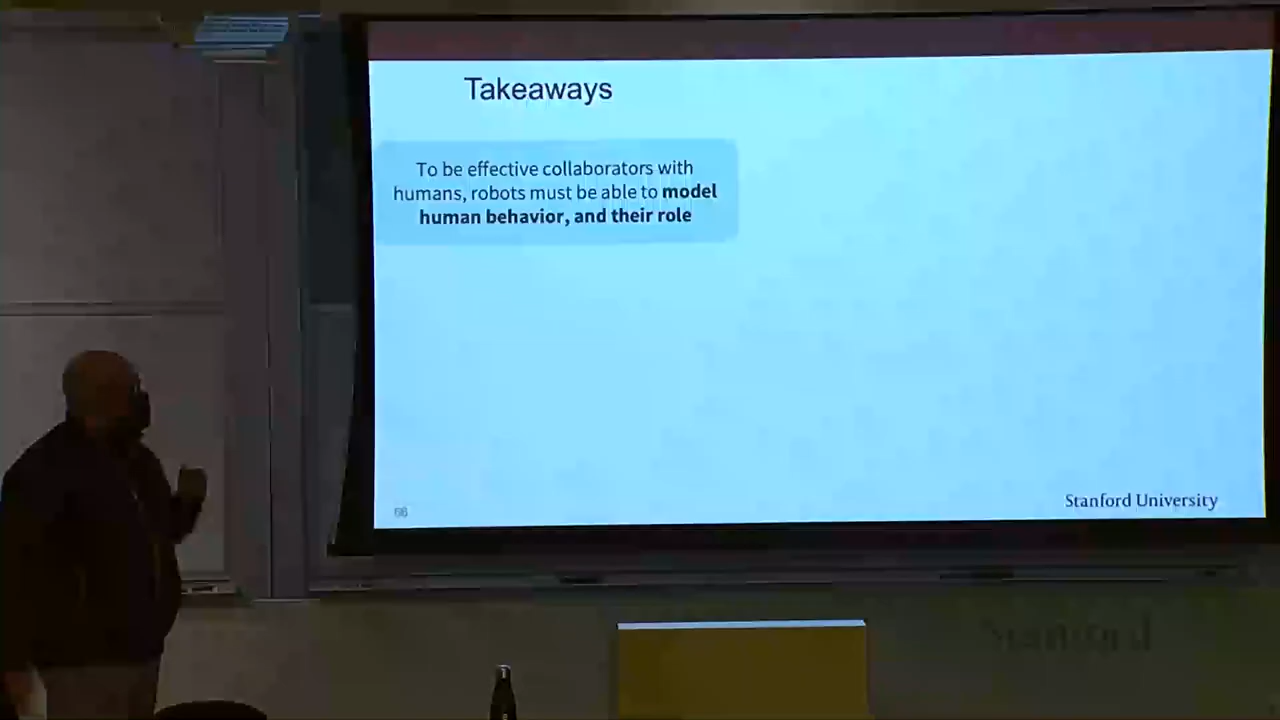 Takeaways
To be effective collaborators with
humans, robots must be able to model
human behavior, and their role
Stanford University
Stanford